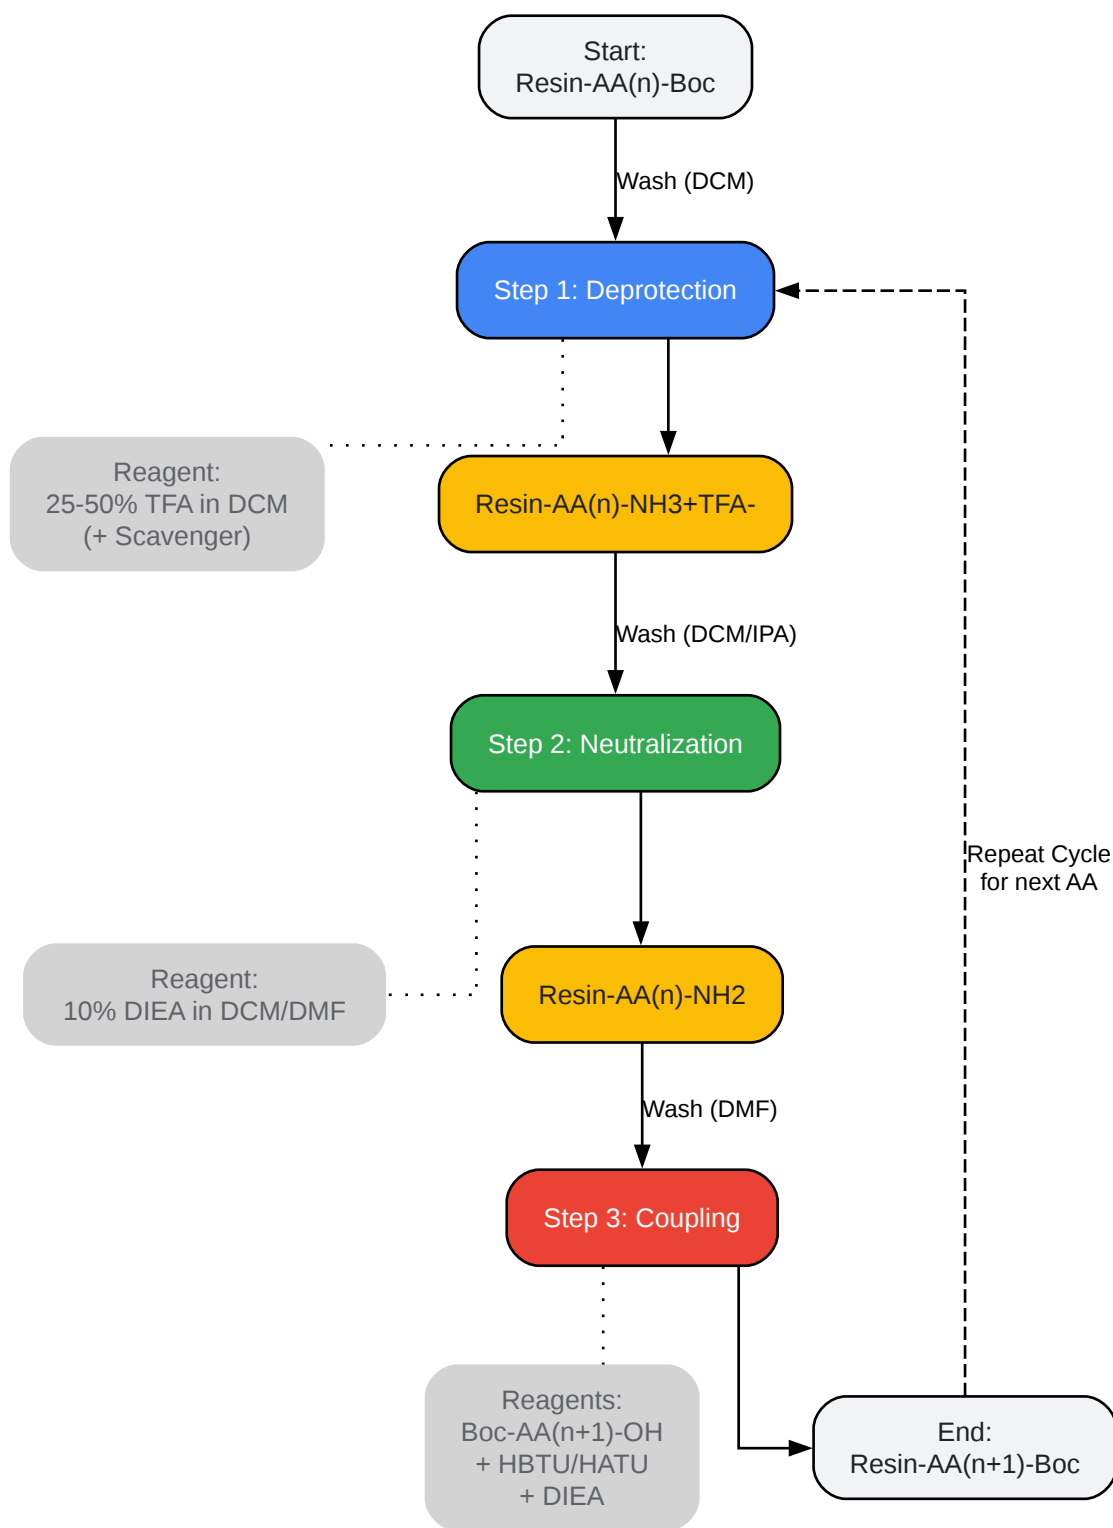 Start:
Resin-AA(n)-Boc
Wash (DCM)
Step 1: Deprotection
Reagent:
25-50% TFA in DCM
(+ Scavenger)
Resin-AA(n)-NH3+TFA-
Wash (DCM/IPA)
Step 2: Neutralization
Repeat Cycle
for next AA
Reagent:
10% DIEA in DCM/DMF
Resin-AA(n)-NH2
Wash (DMF)
Step 3: Coupling
Reagents:
Boc-AA(n+1)-OH
+ HBTU/HATU
+ DIEA
End:
Resin-AA(n+1)-Boc